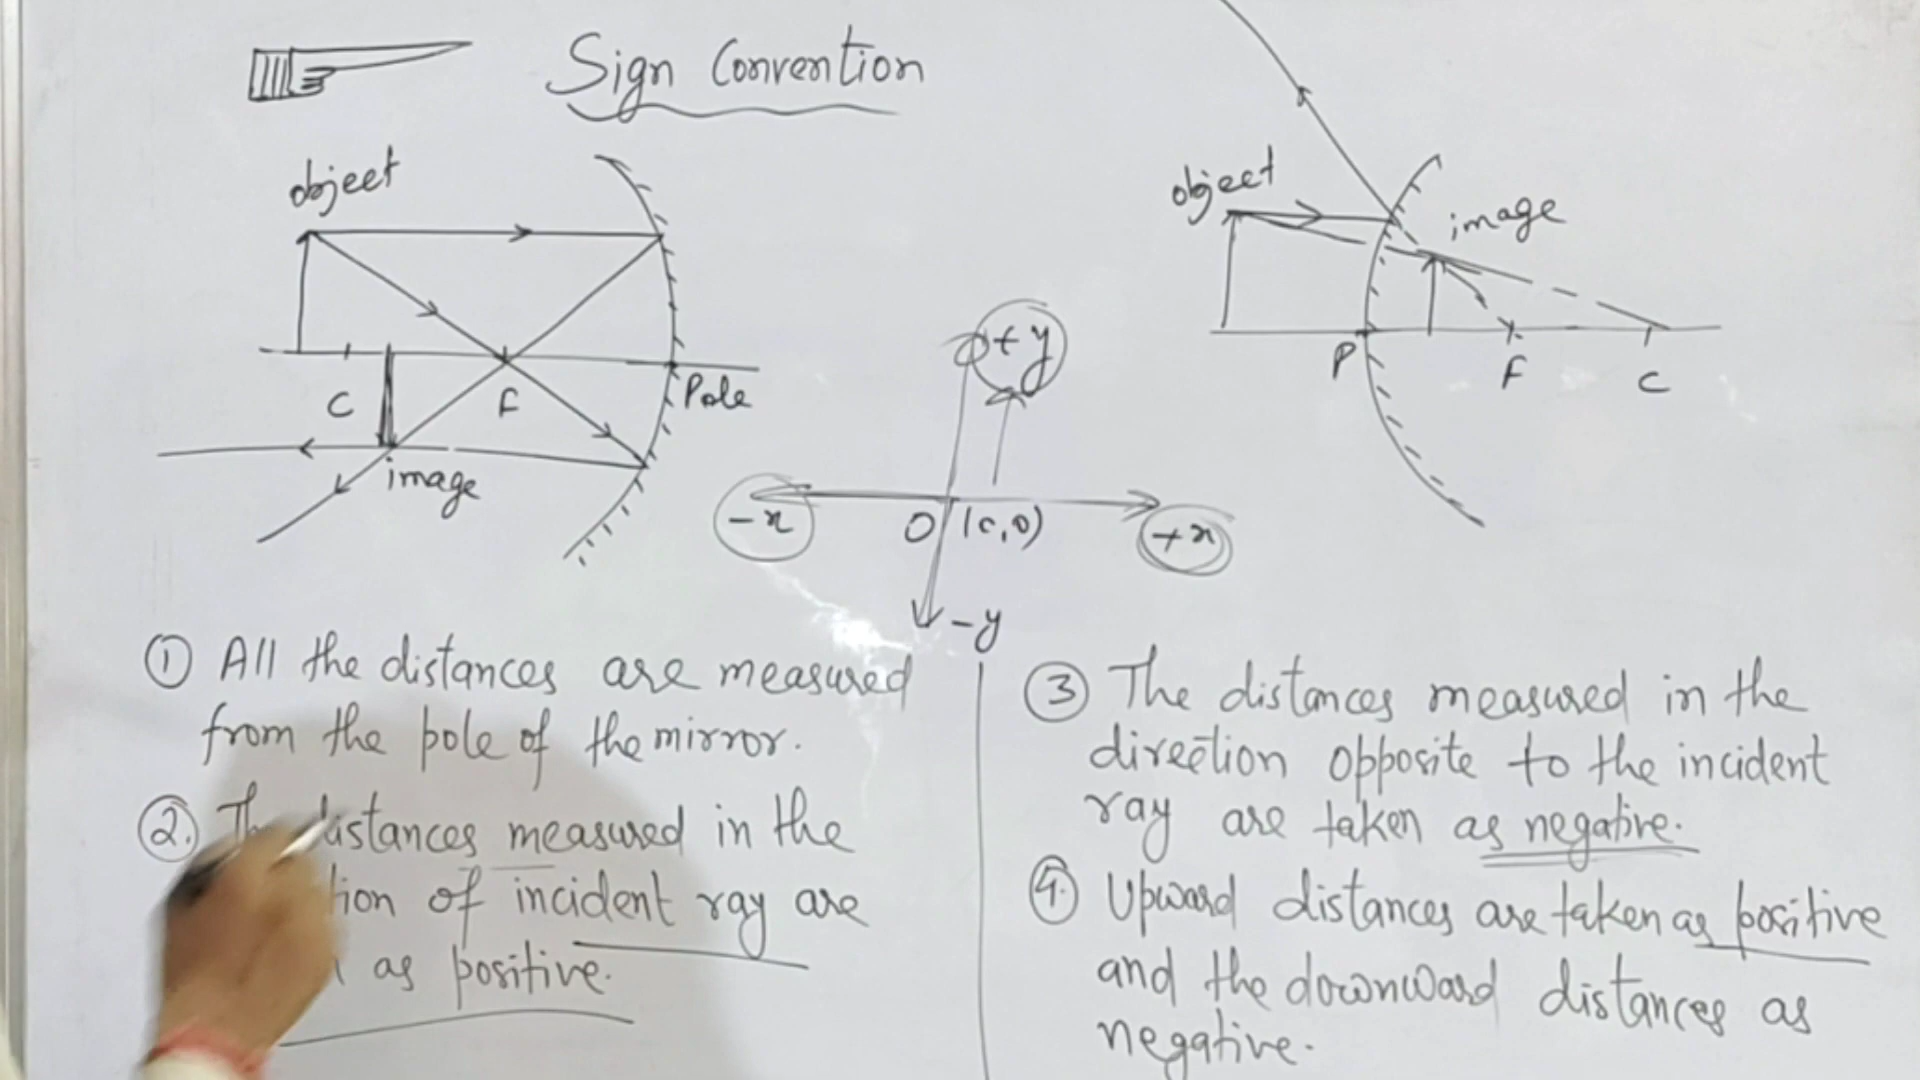 Sign Convention
object
C
F
Pole
image
+y
-x
O (0,0)
+x
-y
object
image
P
F
C
① All the distances are measured
from the pole of the mirror.
②. The distances measured in the
of incident ray are
as positive.
③ The distances measured in the
direction opposite to the incident
ray are taken as negative.
④. Upward distances are taken as positive
and the downward distances as
negative.